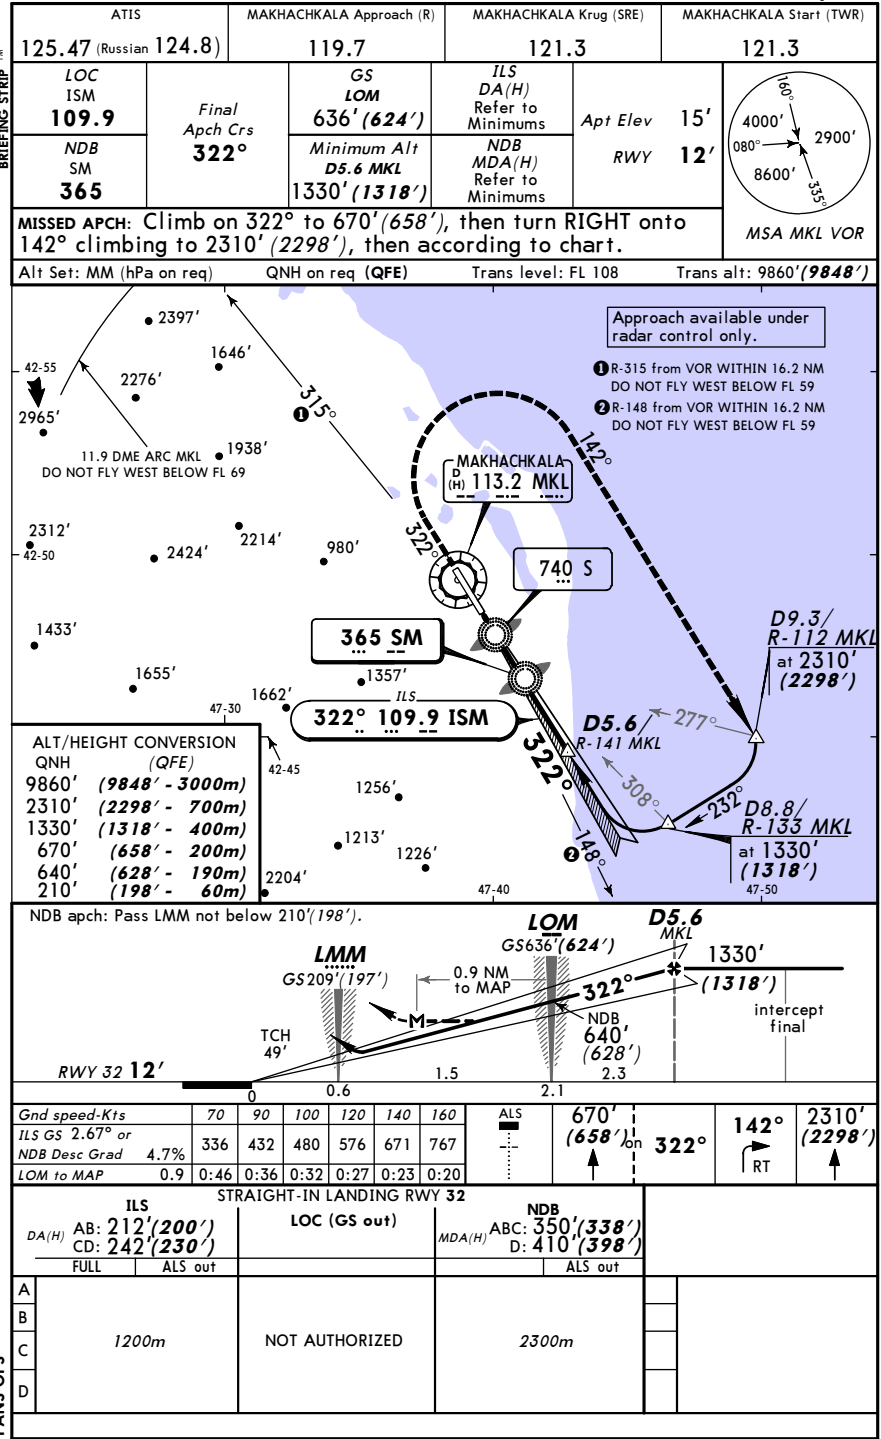 ATIS
125.47 (Russian 124.8)
MAKHACHKALA Approach (R)
119.7
MAKHACHKALA Krug (SRE)
121.3
MAKHACHKALA Start (TWR)
121.3
BRIEFING STRIP TM
LOC
ISM
109.9
Final
Apch Crs
322°
GS
LOM
636' (624')
ILS
DA(H)
Refer to
Minimums
Apt Elev 15'
RWY 12'
NDB
SM
365
Minimum Alt
D5.6 MKL
1330' (1318')
NDB
MDA(H)
Refer to
Minimums
160°
4000'
2900'
080°
8600'
335°
MSA MKL VOR
MISSED APCH: Climb on 322° to 670' (658'), then turn RIGHT onto
142° climbing to 2310' (2298'), then according to chart.
Alt Set: MM (hPa on req) QNH on req (QFE) Trans level: FL 108 Trans alt: 9860' (9848')
2397'
Approach available under
radar control only.
1646'
42-55
1 R-315 from VOR WITHIN 16.2 NM
DO NOT FLY WEST BELOW FL 59
2276'
315°
1
2 R-148 from VOR WITHIN 16.2 NM
DO NOT FLY WEST BELOW FL 59
2965'
142°
1938'
11.9 DME ARC MKL
DO NOT FLY WEST BELOW FL 69
MAKHACHKALA
D
(H) 113.2 MKL
2312'
2214'
322°
42-50
2424'
980'
740 S
1433'
365 SM
D9.3/
R-112 MKL
at 2310'
(2298')
1655'
1357'
1662'
47-30
ILS
322° 109.9 ISM
D5.6/
R-141 MKL
277°
42-45
322°
308°
ALT/HEIGHT CONVERSION
QNH (QFE)
9860' (9848' - 3000m)
2310' (2298' - 700m)
1330' (1318' - 400m)
670' (658' - 200m)
640' (628' - 190m)
210' (198' - 60m)
1256'
232°
D8.8/
R-133 MKL
at 1330'
(1318')
1213'
148°
2
1226'
2204'
47-40
47-50
NDB apch: Pass LMM not below 210' (198').
LOM
GS636' (624')
D5.6
MKL
LMM
GS209' (197')
0.9 NM
to MAP
1330'
(1318')
322°
M
intercept
final
NDB
640'
(628')
TCH
49'
RWY 32 12'
1.5
2.3
0
0.6
2.1
Gnd speed-Kts 70 90 100 120 140 160
ILS GS 2.67° or
NDB Desc Grad 4.7% 336 432 480 576 671 767
LOM to MAP 0.9 0:46 0:36 0:32 0:27 0:23 0:20
ALS
670'
(658') on 322°
142°
RT
2310'
(2298')
STRAIGHT-IN LANDING RWY 32
ILS
DA(H) AB: 212' (200')
CD: 242' (230')
LOC (GS out)
NDB
MDA(H) ABC: 350' (338')
D: 410' (398')
FULL ALS out
ALS out
A
B
C
D
1200m
NOT AUTHORIZED
2300m